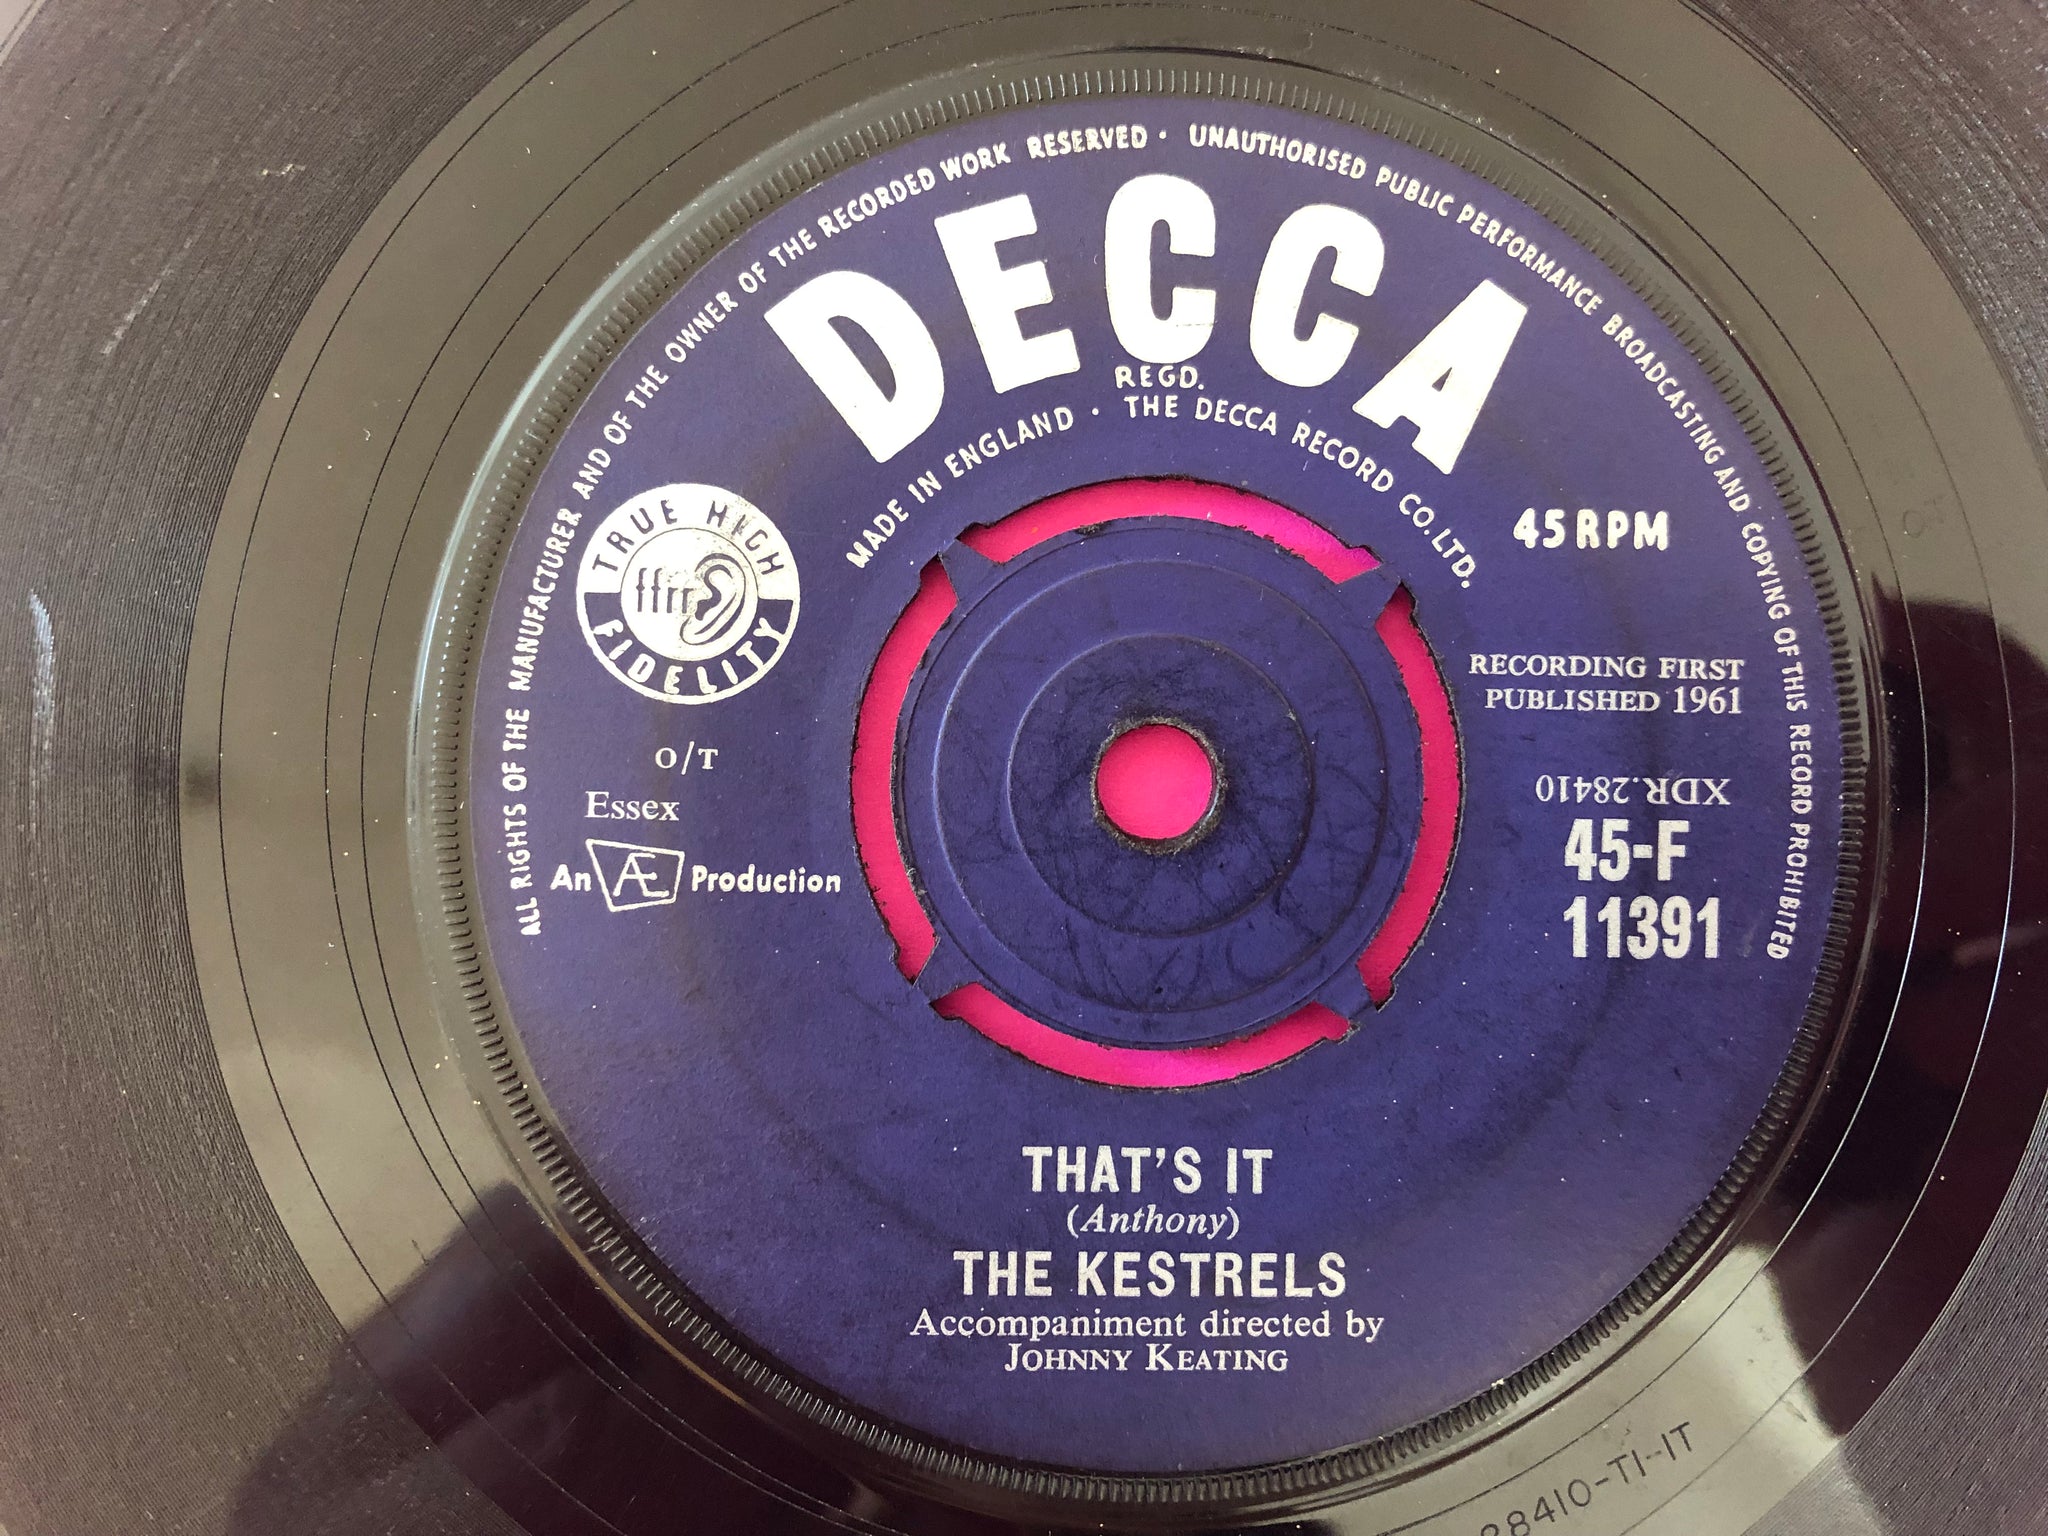 ALL RIGHTS OF THE MANUFACTURER AND OF THE OWNER OF THE RECORDED WORK RESERVED · UNAUTHORISED PUBLIC PERFORMANCE BROADCASTING AND COPYING OF THIS RECORD PROHIBITED
DECCA
REGD.
MADE IN ENGLAND · THE DECCA RECORD CO. LTD.
TRUE HIGH
ffrr
FIDELITY
45 RPM
RECORDING FIRST
PUBLISHED 1961
O/T
Essex
An Æ Production
XDR.28410
45-F
11391
THAT'S IT
(Anthony)
THE KESTRELS
Accompaniment directed by
JOHNNY KEATING
28410-T1-1T